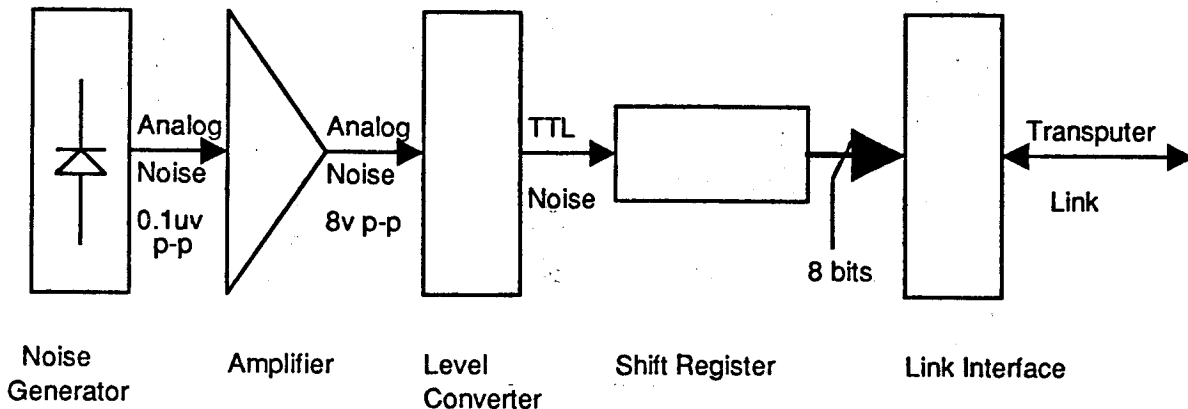 Analog
Noise
0.1uv
p-p
Analog
Noise
8v p-p
TTL
Noise
8 bits
Transputer
Link
Noise
Generator
Amplifier
Level
Converter
Shift Register
Link Interface